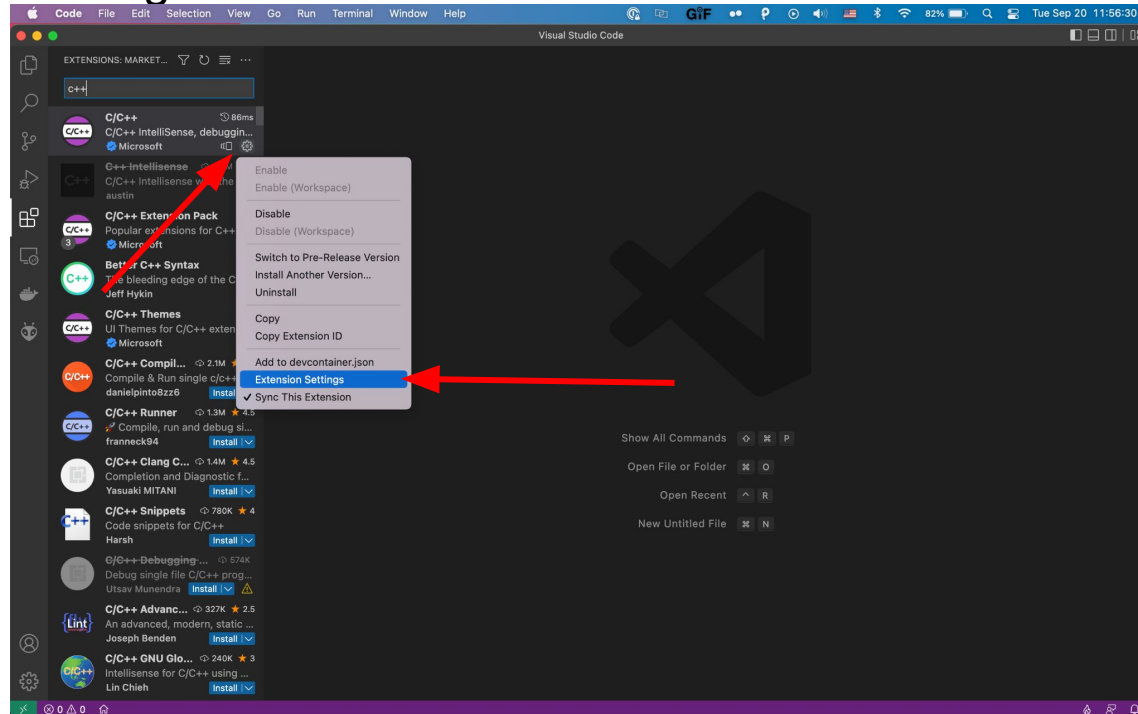 Code File Edit Selection View Go Run Terminal Window Help GIF 82% Tue Sep 20 11:56:30
Visual Studio Code
EXTENSIONS: MARKET...
c++
C/C++ 86ms
C/C++ IntelliSense, debuggin...
Microsoft
C++ Intellisense
C/C++ Intellisense
austin
C/C++ Extension Pack
Popular extensions for C++
3 Microsoft
Better C++ Syntax
The bleeding edge of the C
Jeff Hykin
C/C++ Themes
UI Themes for C/C++ exten
Microsoft
C/C++ Compil... 2.1M
Compile & Run single c/c++
danielpinto8zz6 Instal
C/C++ Runner 1.3M 4.5
Compile, run and debug si...
franneck94 Install
C/C++ Clang C... 1.4M 4.5
Completion and Diagnostic f...
Yasuaki MITANI Install
C/C++ Snippets 780K 4
Code snippets for C/C++
Harsh Install
C/C++ Debugging ... 574K
Debug single file C/C++ prog...
Utsav Munendra Install
C/C++ Advanc... 327K 2.5
An advanced, modern, static ...
Joseph Benden Install
C/C++ GNU Glo... 240K 3
Intellisense for C/C++ using ...
Lin Chieh Install
Enable
Enable (Workspace)
Disable
Disable (Workspace)
Switch to Pre-Release Version
Install Another Version...
Uninstall
Copy
Copy Extension ID
Add to devcontainer.json
Extension Settings
✓ Sync This Extension
Show All Commands ⇧ ⌘ P
Open File or Folder ⌘ O
Open Recent ^ R
New Untitled File ⌘ N
0 0